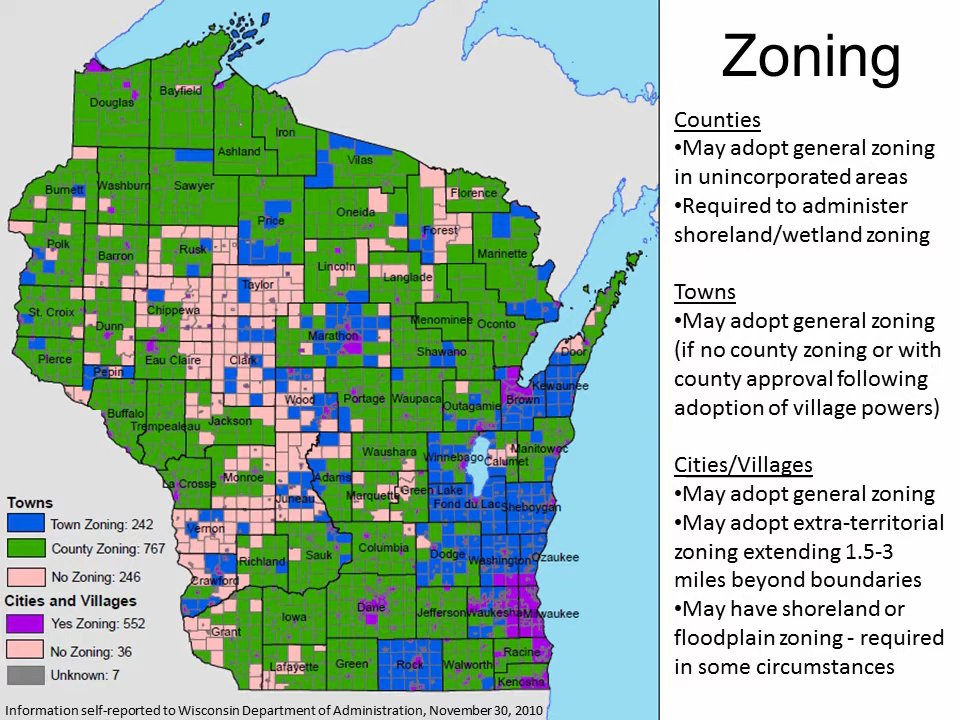 Zoning
Counties
•May adopt general zoning
in unincorporated areas
•Required to administer
shoreland/wetland zoning
Towns
•May adopt general zoning
(if no county zoning or with
county approval following
adoption of village powers)
Cities/Villages
•May adopt general zoning
•May adopt extra-territorial
zoning extending 1.5-3
miles beyond boundaries
•May have shoreland or
floodplain zoning - required
in some circumstances
Douglas
Bayfield
Iron
Ashland
Vilas
Burnett
Washburn
Sawyer
Florence
Price
Oneida
Forest
Polk
Barron
Rusk
Marinette
Lincoln
Langlade
Taylor
St. Croix
Chippewa
Dunn
Menominee
Oconto
Marathon
Pierce
Eau Claire
Clark
Shawano
Door
Pepin
Kewaunee
Buffalo
Trempealeau
Jackson
Wood
Portage
Waupaca
Outagamie
Brown
Waushara
Winnebago
Calumet
Manitowoc
La Crosse
Monroe
Juneau
Adams
Marquette
Green Lake
Fond du Lac
Sheboygan
Vernon
Richland
Sauk
Columbia
Dodge
Washington
Ozaukee
Crawford
Iowa
Dane
Jefferson
Waukesha
Milwaukee
Grant
Lafayette
Green
Rock
Walworth
Racine
Kenosha
Towns
Town Zoning: 242
County Zoning: 767
No Zoning: 246
Cities and Villages
Yes Zoning: 552
No Zoning: 36
Unknown: 7
Information self-reported to Wisconsin Department of Administration, November 30, 2010